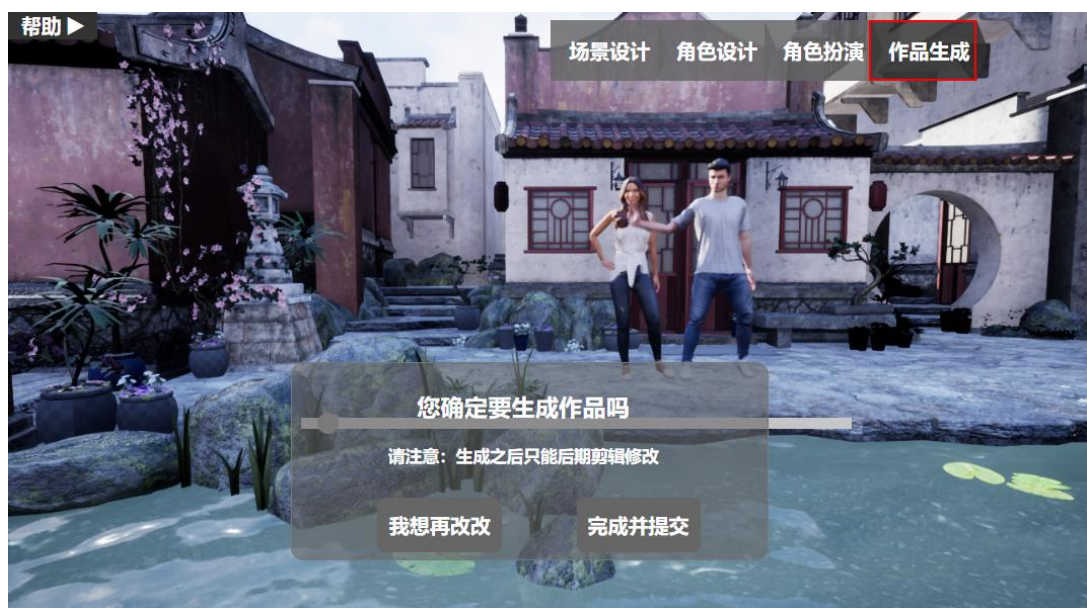 帮助▶
场景设计 角色设计 角色扮演 作品生成
您确定要生成作品吗
请注意：生成之后只能后期剪辑修改
我想再改改 完成并提交